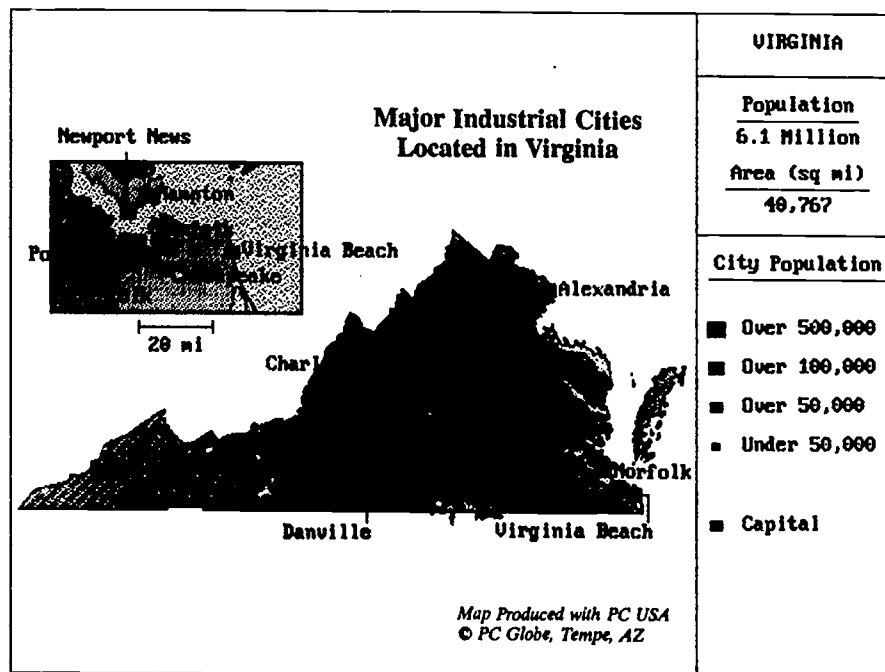 Major Industrial Cities
Located in Virginia
Newport News
Hampton
Virginia Beach
20 mi
Alexandria
Norfolk
Danville
Virginia Beach
Map Produced with PC USA
© PC Globe, Tempe, AZ
VIRGINIA
Population
6.1 Million
Area (sq mi)
40,767
City Population
Over 500,000
Over 100,000
Over 50,000
Under 50,000
Capital